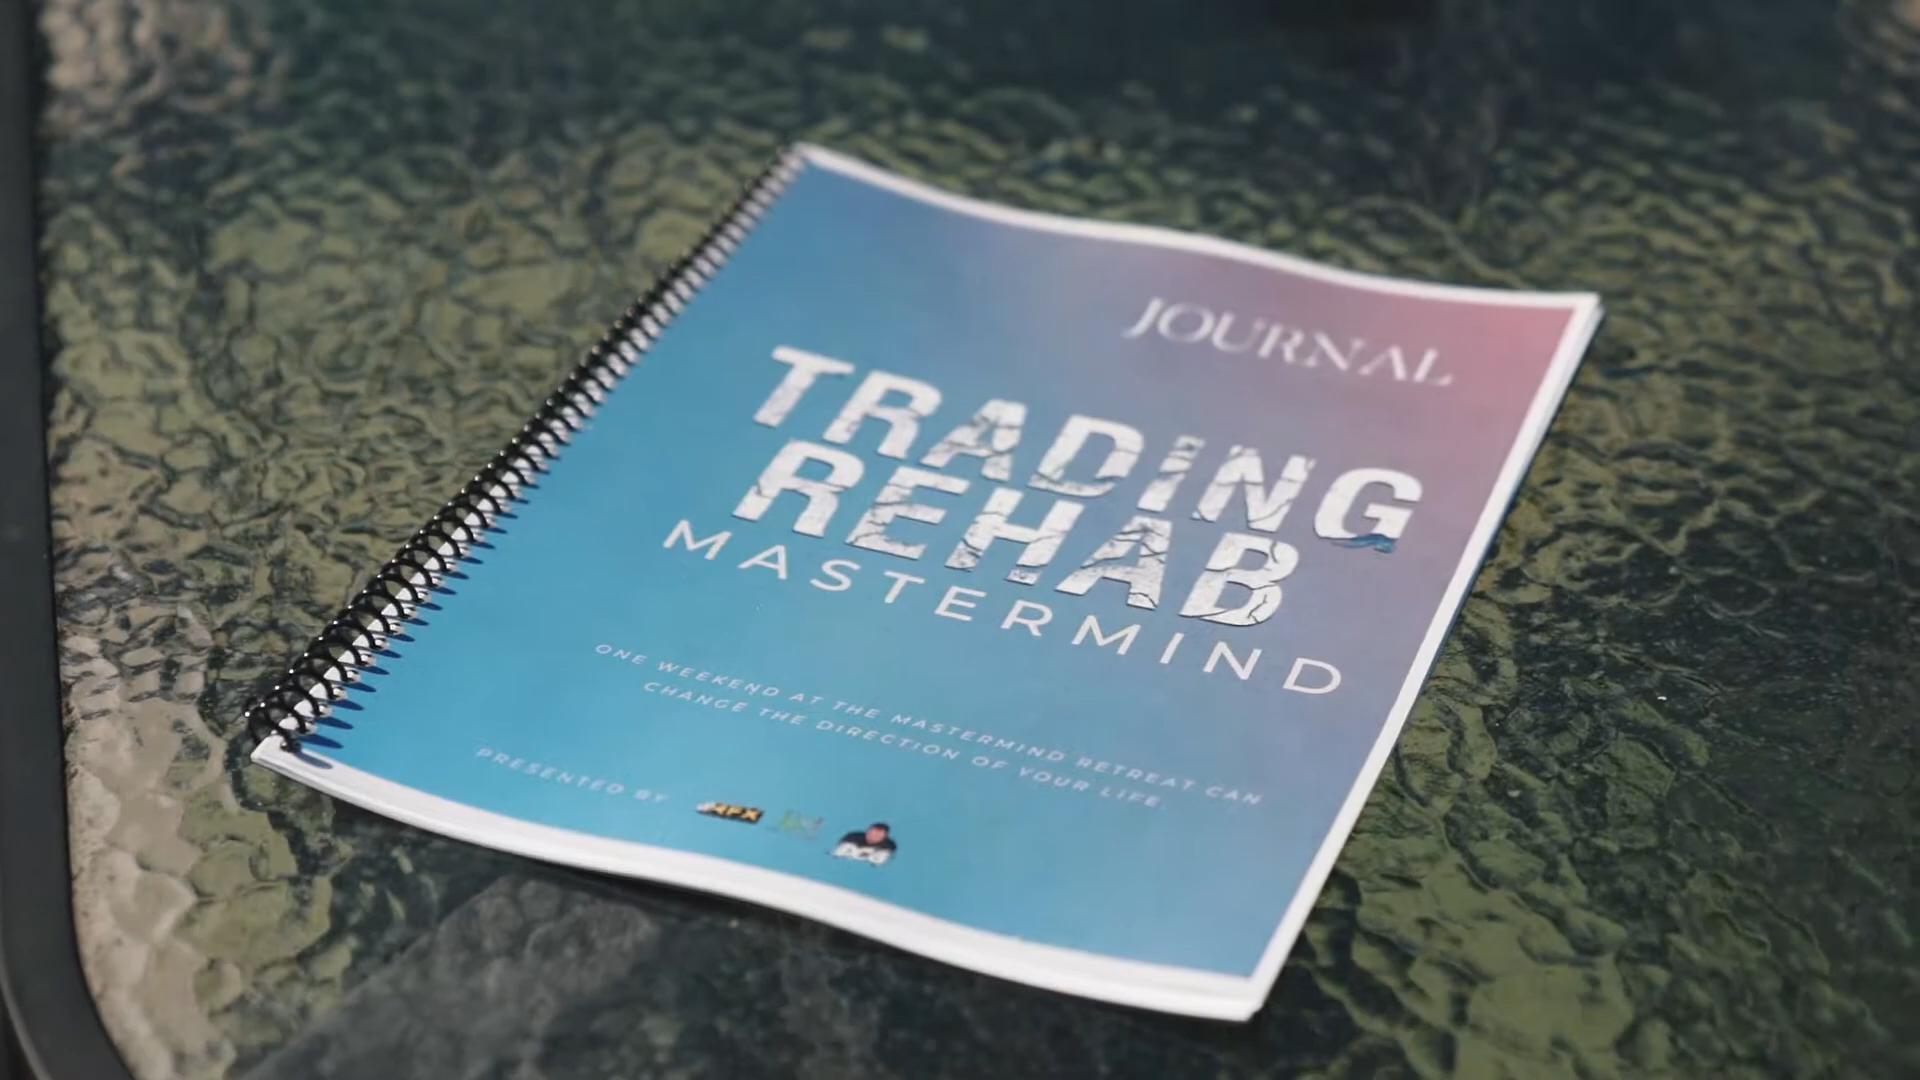 JOURNAL
TRADING
REHAB
MASTERMIND
ONE WEEKEND AT THE MASTERMIND RETREAT CAN
CHANGE THE DIRECTION OF YOUR LIFE.
PRESENTED BY